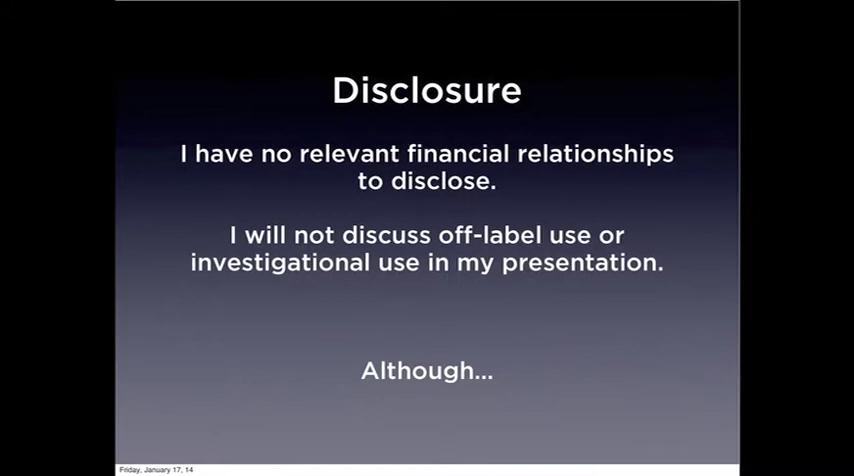 Disclosure
I have no relevant financial relationships
to disclose.
I will not discuss off-label use or
investigational use in my presentation.
Although...
Friday, January 17, 14